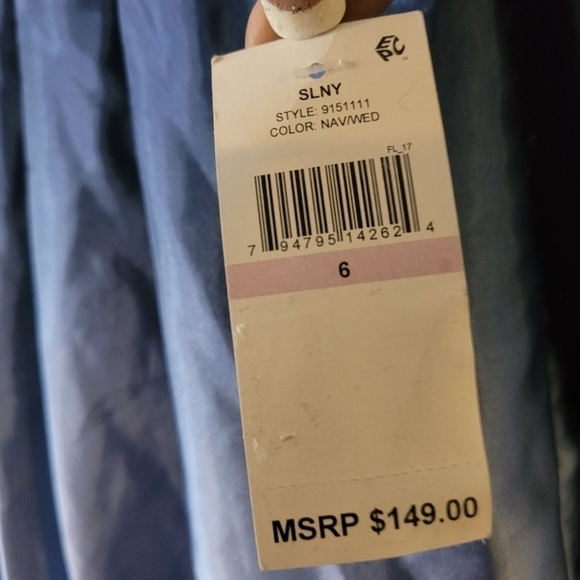 EPC
SLNY
STYLE: 9151111
COLOR: NAV/WED
FL_17
7 94795 14262 4
6
MSRP $149.00